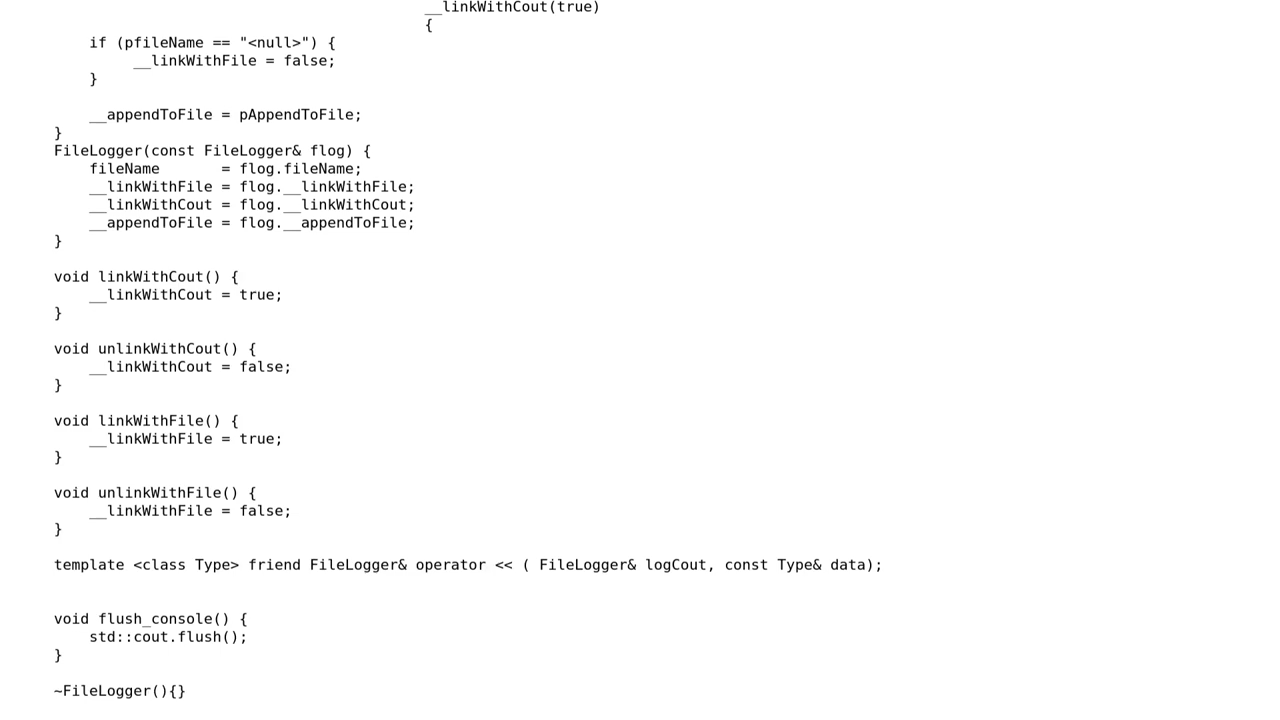 __linkWithCout(true)
{
if (pfileName == "<null>") {
__linkWithFile = false;
}
__appendToFile = pAppendToFile;
}
FileLogger(const FileLogger& flog) {
fileName       = flog.fileName;
__linkWithFile = flog.__linkWithFile;
__linkWithCout = flog.__linkWithCout;
__appendToFile = flog.__appendToFile;
}
void linkWithCout() {
__linkWithCout = true;
}
void unlinkWithCout() {
__linkWithCout = false;
}
void linkWithFile() {
__linkWithFile = true;
}
void unlinkWithFile() {
__linkWithFile = false;
}
template <class Type> friend FileLogger& operator << ( FileLogger& logCout, const Type& data);
void flush_console() {
std::cout.flush();
}
~FileLogger(){}